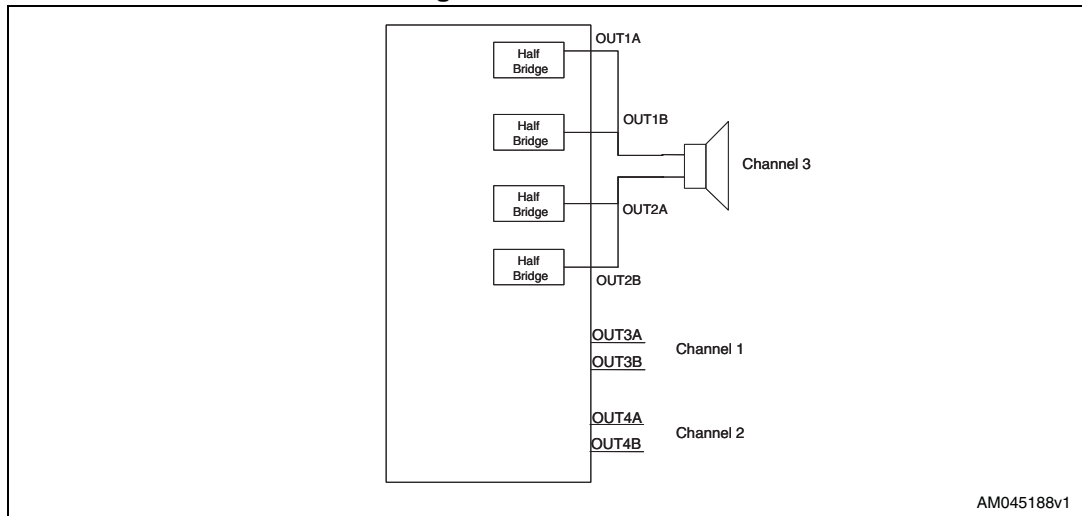 OUT1A
Half
Bridge
OUT1B
Half
Bridge
Channel 3
Half
Bridge
OUT2A
Half
Bridge
OUT2B
OUT3A
Channel 1
OUT3B
OUT4A
Channel 2
OUT4B
AM045188v1